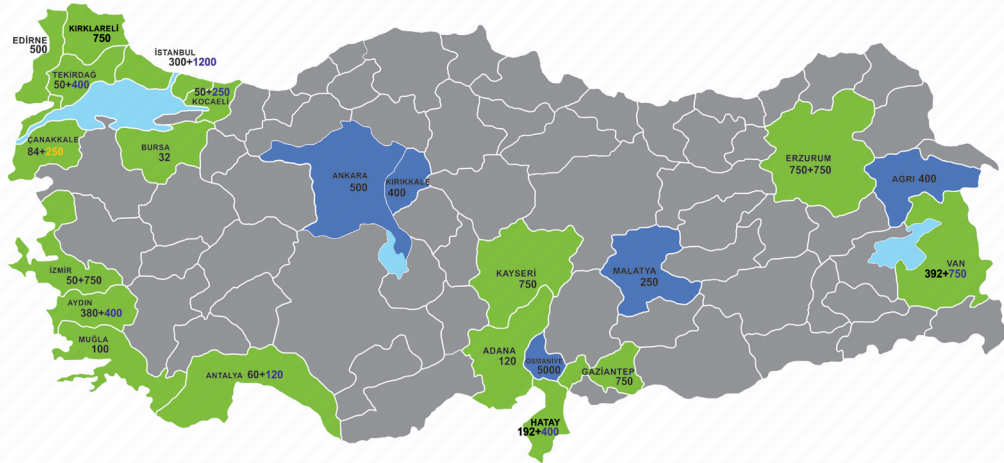 KIRKLARELİ
750
EDİRNE
500
İSTANBUL
300+1200
TEKİRDAĞ
50+400
50+250
KOCAELİ
ÇANAKKALE
84+250
BURSA
32
ANKARA
500
KIRIKKALE
400
ERZURUM
750+750
AGRI 400
VAN
392+750
İZMİR
50+750
KAYSERİ
750
MALATYA
250
AYDIN
380+400
MUĞLA
100
ADANA
120
OSMANİYE
5000
GAZİANTEP
750
ANTALYA 60+120
HATAY
192+400